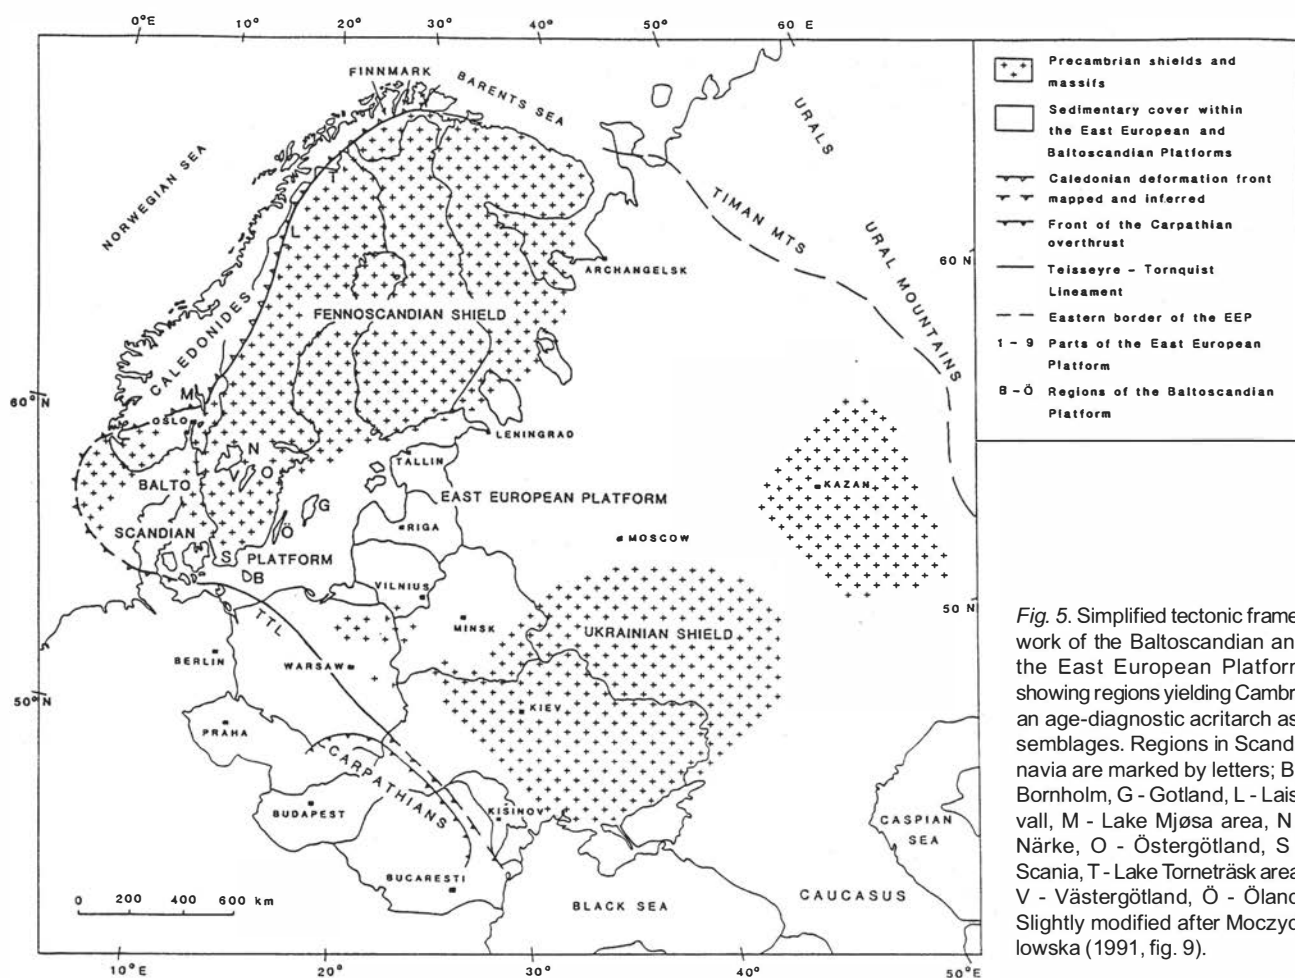 0°E 10° 20° 30° 40° 50° 60 E
FINNMARK
BARENTS SEA
URALS
NORWEGIAN SEA
TIMAN MTS
URAL MOUNTAINS
60 N
T
L
ARCHANGELSK
FENNOSCANDIAN SHIELD
CALEDONIDES
M
60°N
OSLO
LENINGRAD
N
TALLIN
V O
BALTO
KAZAN
EAST EUROPEAN PLATFORM
G
RIGA
SCANDIAN
Ö
MOSCOW
S PLATFORM
B
VILNIUS
50 N
TTL
MINSK
UKRAINIAN SHIELD
BERLIN
WARSAW
50°N
KIEV
PRAHA
CARPATHIANS
BUDAPEST
KIŠINOV
CASPIAN
SEA
BUCARESTI
0 200 400 600 km
BLACK SEA
CAUCASUS
10°E 20° 30° 40° 50°E
Precambrian shields and
massifs
Sedimentary cover within
the East European and
Baltoscandian Platforms
Caledonian deformation front
mapped and inferred
Front of the Carpathian
overthrust
Teisseyre - Tornquist
Lineament
Eastern border of the EEP
1 - 9 Parts of the East European
Platform
B - Ö Regions of the Baltoscandian
Platform
Fig. 5. Simplified tectonic frame
work of the Baltoscandian an
the East European Platform
showing regions yielding Cambr
an age-diagnostic acritarch as
semblages. Regions in Scand
navia are marked by letters; B
Bornholm, G - Gotland, L - Lais
vall, M - Lake Mjøsa area, N
Närke, O - Östergötland, S
Scania, T - Lake Torneträsk area
V - Västergötland, Ö - Öland
Slightly modified after Moczyd
lowska (1991, fig. 9).